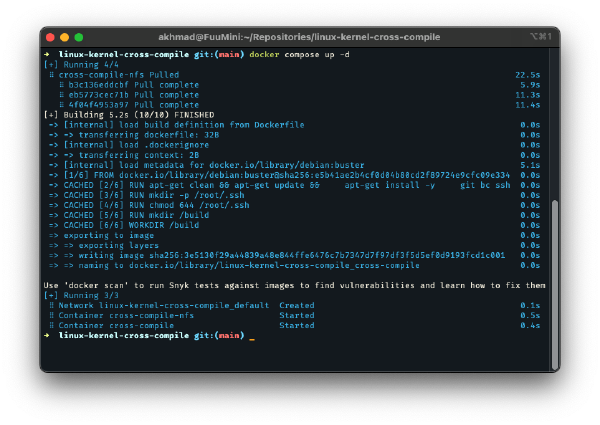 akhmad@FuuMini:~/Repositories/linux-kernel-cross-compile ⌥⌘1
➜ linux-kernel-cross-compile git:(main) docker compose up -d
[+] Running 4/4
⠿ cross-compile-nfs Pulled 22.5s
⠿ b3c136eddcbf Pull complete 5.9s
⠿ eb5773cec71b Pull complete 11.3s
⠿ 4f04f4953a97 Pull complete 11.4s
[+] Building 5.2s (10/10) FINISHED
=> [internal] load build definition from Dockerfile 0.0s
=> => transferring dockerfile: 32B 0.0s
=> [internal] load .dockerignore 0.0s
=> => transferring context: 2B 0.0s
=> [internal] load metadata for docker.io/library/debian:buster 5.1s
=> [1/6] FROM docker.io/library/debian:buster@sha256:e5b41ae2b4cf0d04b80cd2f89724e9cfc09e334 0.0s
=> CACHED [2/6] RUN apt-get clean && apt-get update && apt-get install -y git bc ssh 0.0s
=> CACHED [3/6] RUN mkdir -p /root/.ssh 0.0s
=> CACHED [4/6] RUN chmod 644 /root/.ssh 0.0s
=> CACHED [5/6] RUN mkdir /build 0.0s
=> CACHED [6/6] WORKDIR /build 0.0s
=> exporting to image 0.0s
=> => exporting layers 0.0s
=> => writing image sha256:3e5130f29a44839a48e844ffe6476c7b7347d7f97df3f5d5ef0d9193fcd1c001 0.0s
=> => naming to docker.io/library/linux-kernel-cross-compile_cross-compile 0.0s
Use 'docker scan' to run Snyk tests against images to find vulnerabilities and learn how to fix them
[+] Running 3/3
⠿ Network linux-kernel-cross-compile_default Created 0.1s
⠿ Container cross-compile-nfs Started 0.5s
⠿ Container cross-compile Started 0.4s
➜ linux-kernel-cross-compile git:(main) _